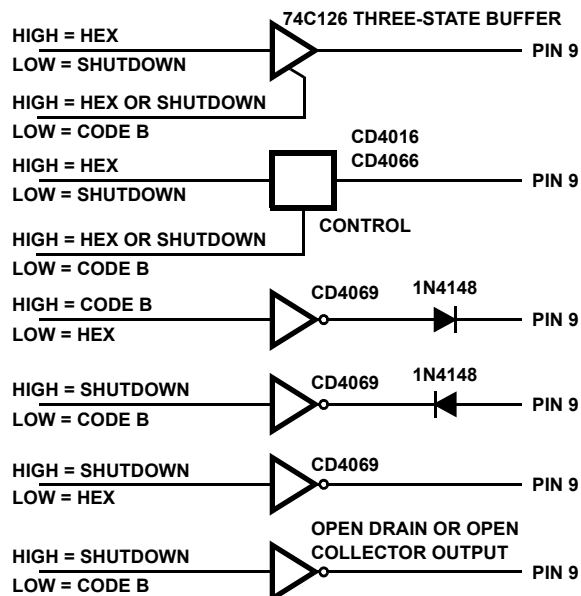 74C126 THREE-STATE BUFFER
HIGH = HEX
LOW = SHUTDOWN
PIN 9
HIGH = HEX OR SHUTDOWN
LOW = CODE B
CD4016
CD4066
HIGH = HEX
LOW = SHUTDOWN
PIN 9
CONTROL
HIGH = HEX OR SHUTDOWN
LOW = CODE B
CD4069
1N4148
HIGH = CODE B
LOW = HEX
PIN 9
CD4069
1N4148
HIGH = SHUTDOWN
LOW = CODE B
PIN 9
CD4069
HIGH = SHUTDOWN
LOW = HEX
PIN 9
OPEN DRAIN OR OPEN
COLLECTOR OUTPUT
HIGH = SHUTDOWN
LOW = CODE B
PIN 9